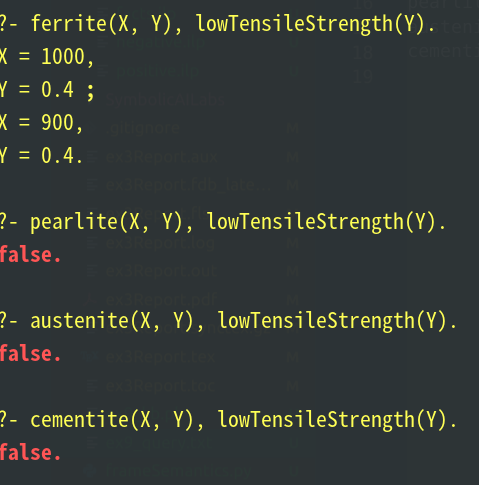 ?- ferrite(X, Y), lowTensileStrength(Y).
X = 1000,
Y = 0.4 ;
X = 900,
Y = 0.4.
?- pearlite(X, Y), lowTensileStrength(Y).
false.
?- austenite(X, Y), lowTensileStrength(Y).
false.
?- cementite(X, Y), lowTensileStrength(Y).
false.